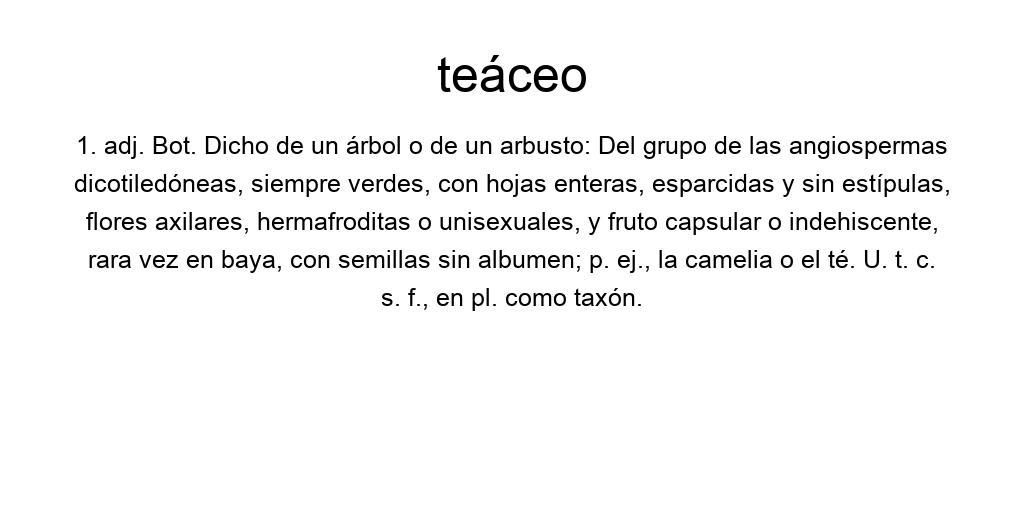 teáceo
1. adj. Bot. Dicho de un árbol o de un arbusto: Del grupo de las angiospermas
dicotiledóneas, siempre verdes, con hojas enteras, esparcidas y sin estípulas,
flores axilares, hermafroditas o unisexuales, y fruto capsular o indehiscente,
rara vez en baya, con semillas sin albumen; p. ej., la camelia o el té. U. t. c.
s. f., en pl. como taxón.